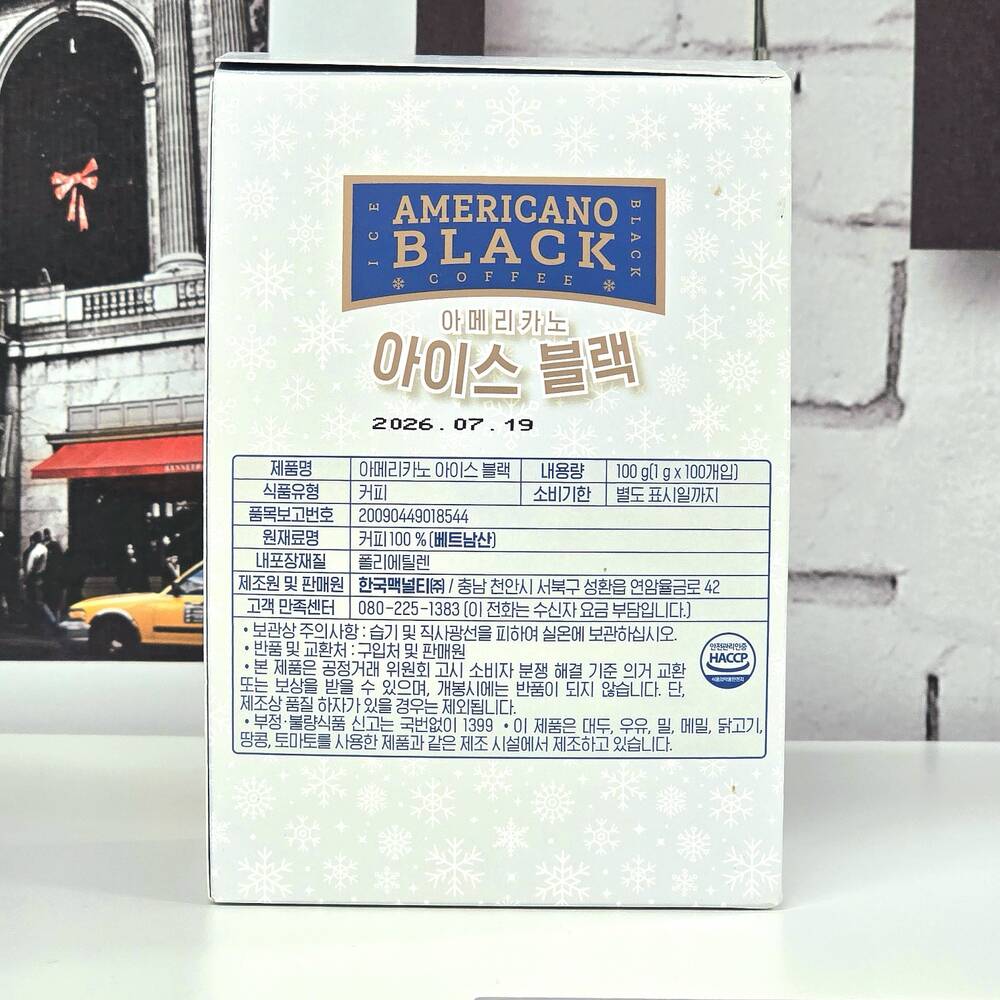 ICE
AMERICANO
BLACK
BLACK
COFFEE
아메리카노
아이스 블랙
2026.07.19
제품명 아메리카노 아이스 블랙 내용량 100 g(1 g x 100개입)
식품유형 커피 소비기한 별도 표시일까지
품목보고번호 20090449018544
원재료명 커피 100 % (베트남산)
내포장재질 폴리에틸렌
제조원 및 판매원 한국맥널티㈜ / 충남 천안시 서북구 성환읍 연암율금로 42
고객 만족센터 080-225-1383 (이 전화는 수신자 요금 부담입니다.)
• 보관상 주의사항 : 습기 및 직사광선을 피하여 실온에 보관하십시오.
• 반품 및 교환처 : 구입처 및 판매원
• 본 제품은 공정거래 위원회 고시 소비자 분쟁 해결 기준 의거 교환
또는 보상을 받을 수 있으며, 개봉시에는 반품이 되지 않습니다. 단,
제조상 품질 하자가 있을 경우는 제외됩니다.
• 부정·불량식품 신고는 국번없이 1399 • 이 제품은 대두, 우유, 밀, 메밀, 닭고기,
땅콩, 토마토를 사용한 제품과 같은 제조 시설에서 제조하고 있습니다.
안전관리인증
HACCP
식품의약품안전처